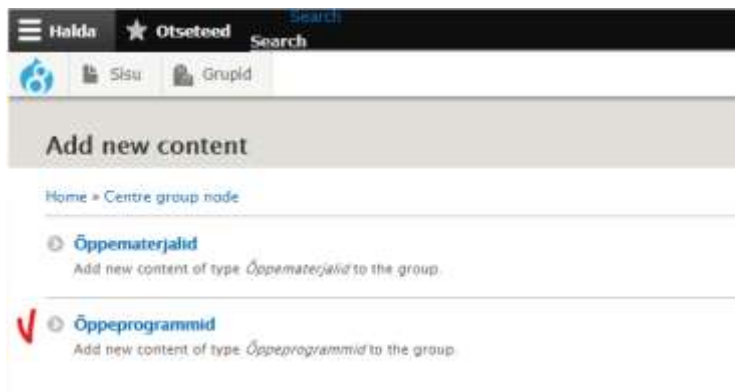 Search
Halda
Otseteed
Search
Sisu
Grupid
Add new content
Home » Centre group node
Õppematerjalid
Add new content of type Õppematerjalid to the group.
Õppeprogrammid
Add new content of type Õppeprogrammid to the group.